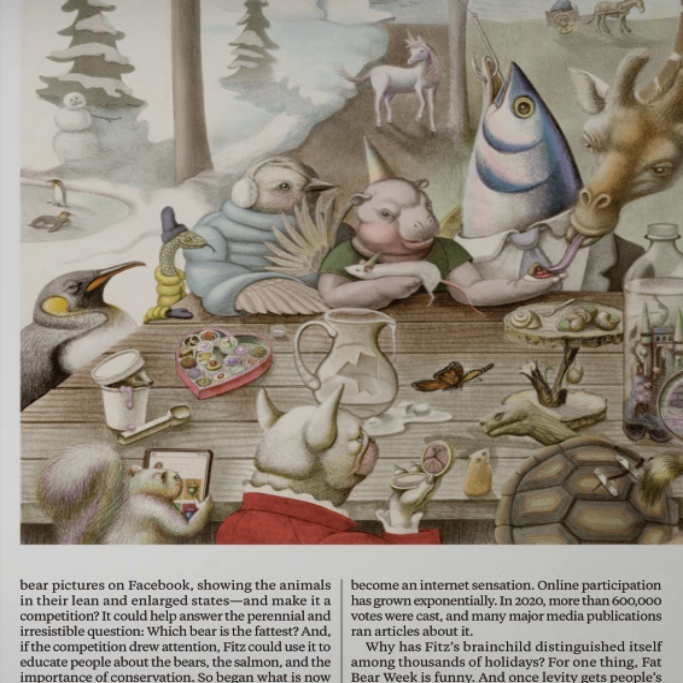 bear pictures on Facebook, showing the animals
in their lean and enlarged states—and make it a
competition? It could help answer the perennial and
irresistible question: Which bear is the fattest? And,
if the competition drew attention, Fitz could use it to
educate people about the bears, the salmon, and the
importance of conservation. So began what is now
become an internet sensation. Online participation
has grown exponentially. In 2020, more than 600,000
votes were cast, and many major media publications
ran articles about it.
Why has Fitz’s brainchild distinguished itself
among thousands of holidays? For one thing, Fat
Bear Week is funny. And once levity gets people’s